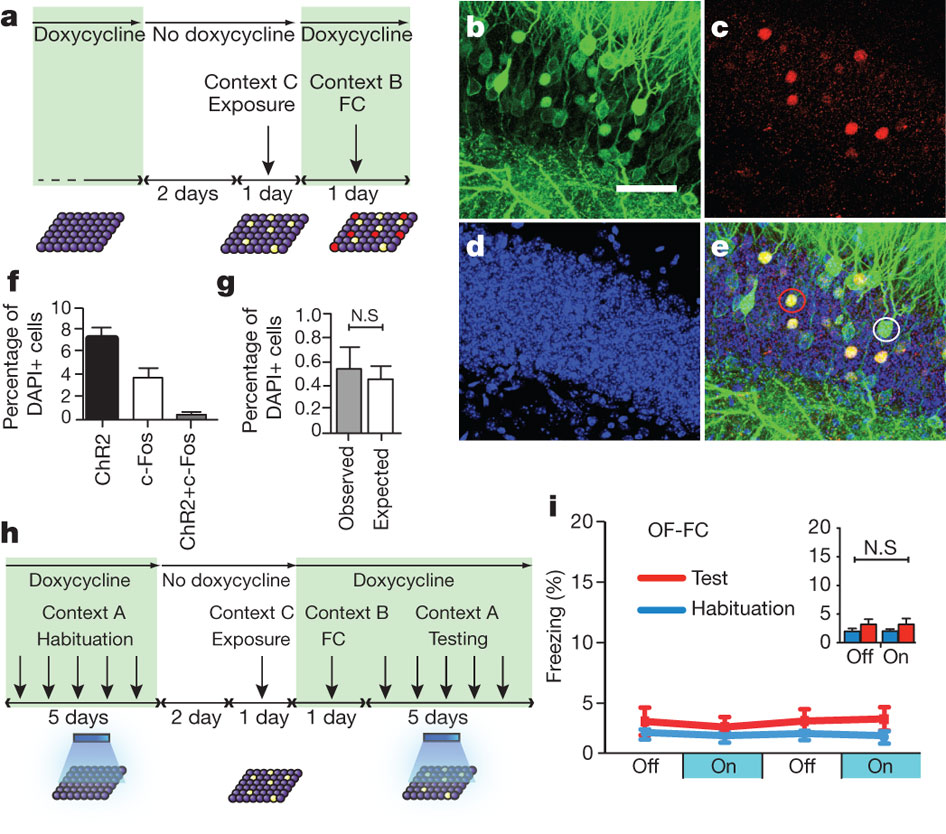 a
Doxycycline No doxycycline Doxycycline
Context C
Exposure
Context B
FC
2 days 1 day 1 day
b
c
d
e
f
Percentage of
DAPI+ cells
10
8
6
4
2
0
ChR2
c-Fos
ChR2+c-Fos
g
Percentage of
DAPI+ cells
1.0
0.8
0.6
0.4
0.2
0
N.S
Observed
Expected
h
Doxycycline No doxycycline Doxycycline
Context A
Habituation
Context C
Exposure
Context B
FC
Context A
Testing
5 days 2 day 1 day 1 day 5 days
i
Freezing (%)
20
15
10
5
0
OF-FC
Test
Habituation
Off On Off On
20
15
10
5
0
N.S
Off On